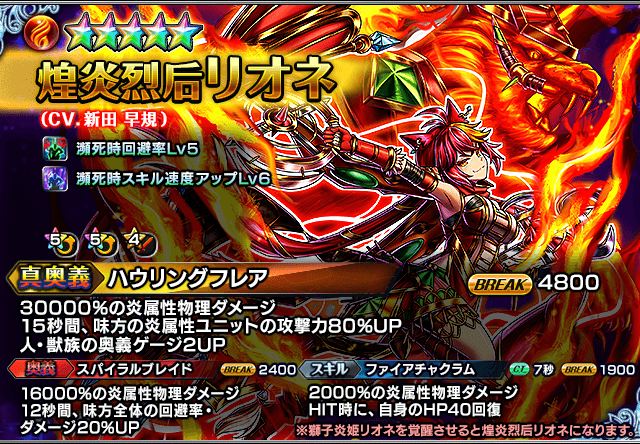 煌炎烈后リオネ
(CV.新田 早規)
瀕死時回避率Lv5
瀕死時スキル速度アップLv6
5 5 4
真奥義 ハウリングフレア BREAK 4800
30000%の炎属性物理ダメージ
15秒間、味方の炎属性ユニットの攻撃力80%UP
人・獣族の奥義ゲージ2UP
奥義 スパイラルブレイド BREAK 2400
16000%の炎属性物理ダメージ
12秒間、味方全体の回避率・
ダメージ20%UP
スキル ファイアチャクラム CT 7秒 BREAK 1900
2000%の炎属性物理ダメージ
HIT時に、自身のHP40回復
※獅子炎姫リオネを覚醒させると煌炎烈后リオネになります。